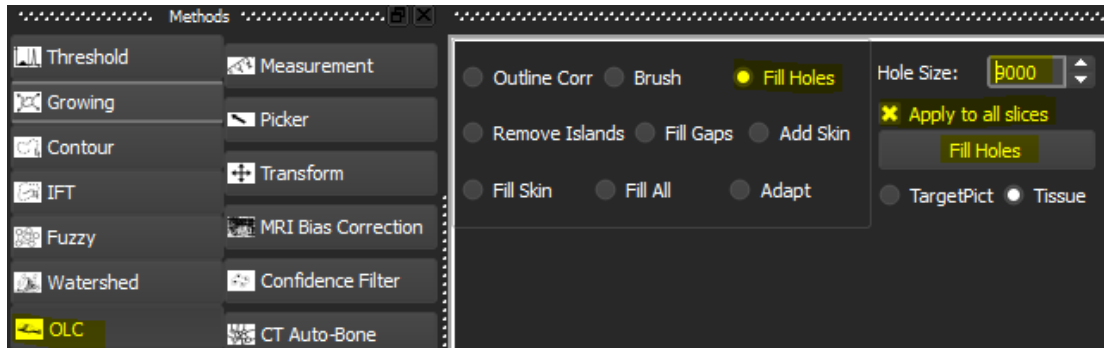 Methods
Threshold
Growing
Contour
IFT
Fuzzy
Watershed
OLC
Measurement
Picker
Transform
MRI Bias Correction
Confidence Filter
CT Auto-Bone
Outline Corr Brush Fill Holes
Remove Islands Fill Gaps Add Skin
Fill Skin Fill All Adapt
Hole Size: 9000
Apply to all slices
Fill Holes
TargetPict Tissue